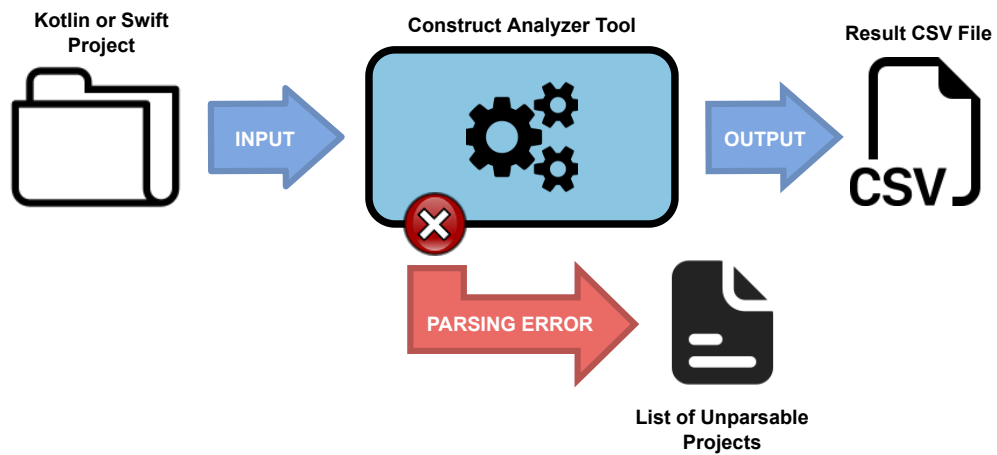 Kotlin or Swift
Project
Construct Analyzer Tool
Result CSV File
INPUT
OUTPUT
CSV
PARSING ERROR
List of Unparsable
Projects